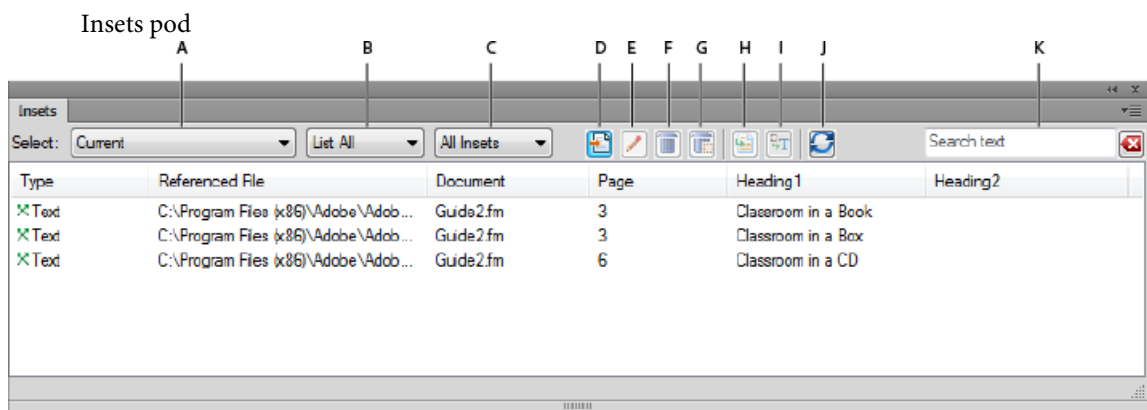 Insets pod
A B C D E F G H I J K
Insets
Select: Current List All All Insets Search text
Type Referenced File Document Page Heading1 Heading2
Text C:\Program Files (x86)\Adobe\Adob... Guide2.fm 3 Classroom in a Book
Text C:\Program Files (x86)\Adobe\Adob... Guide2.fm 3 Classroom in a Box
Text C:\Program Files (x86)\Adobe\Adob... Guide2.fm 6 Classroom in a CD